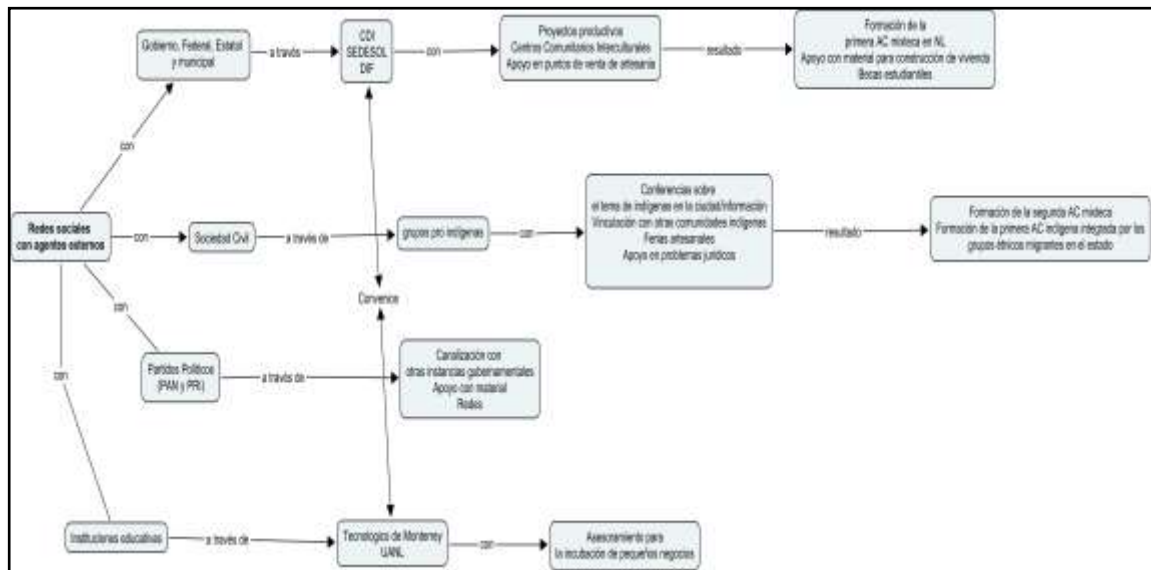 Gobierno, Federal, Estatal
y municipal
a través
CDI
SEDESOL
DIF
con
Proyectos productivos
Centros Comunitarios Interculturales
Apoyo en puntos de venta de artesanía
resultado
Formación de la
primera AC mixteca en NL
Apoyo con material para construcción de vivienda
Becas estudiantiles
con
Redes sociales
con agentes externos
con
Sociedad Civil
a través de
grupos pro indígenas
con
Conferencias sobre
el tema de indígenas en la ciudad/información
Vinculación con otras comunidades indígenas
Ferias artesanales
Apoyo en problemas jurídicos
resultado
Formación de la segunda AC mixteca
Formación de la primera AC indígena integrada por los
grupos étnicos migrantes en el estado
Convenios
con
Partidos Políticos
(PAN y PRI)
a través de
Canalización con
otras instancias gubernamentales
Apoyo con material
Redes
con
Instituciones educativas
a través de
Tecnológico de Monterrey
UANL
con
Asesoramiento para
la incubación de pequeños negocios